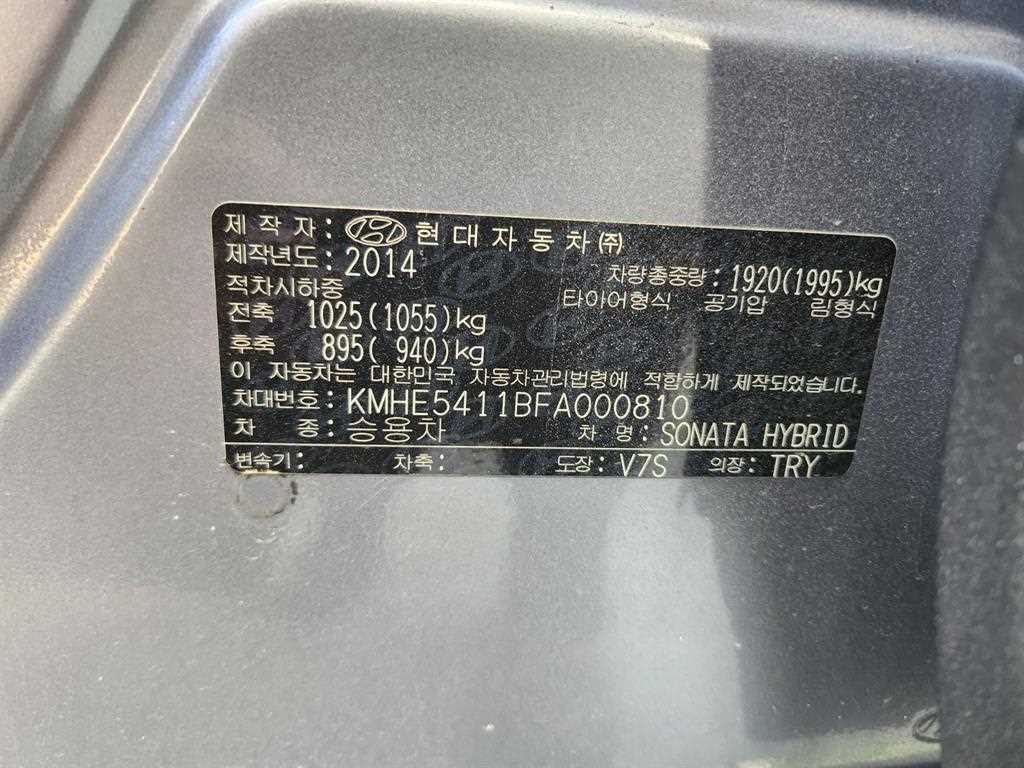 제 작 자 : 현대자동차㈜
제작년도 : 2014 차량총중량 : 1920(1995)kg
적차시하중 타이어형식 공기압 림형식
전축 1025(1055)kg
후축 895( 940)kg
이 자동차는 대한민국 자동차관리법령에 적합하게 제작되었습니다.
차대번호 : KMHE5411BFA000810
차 종 : 승용차 차 명 : SONATA HYBRID
변속기 : 차축 : 도장 : V7S 의장 : TRY